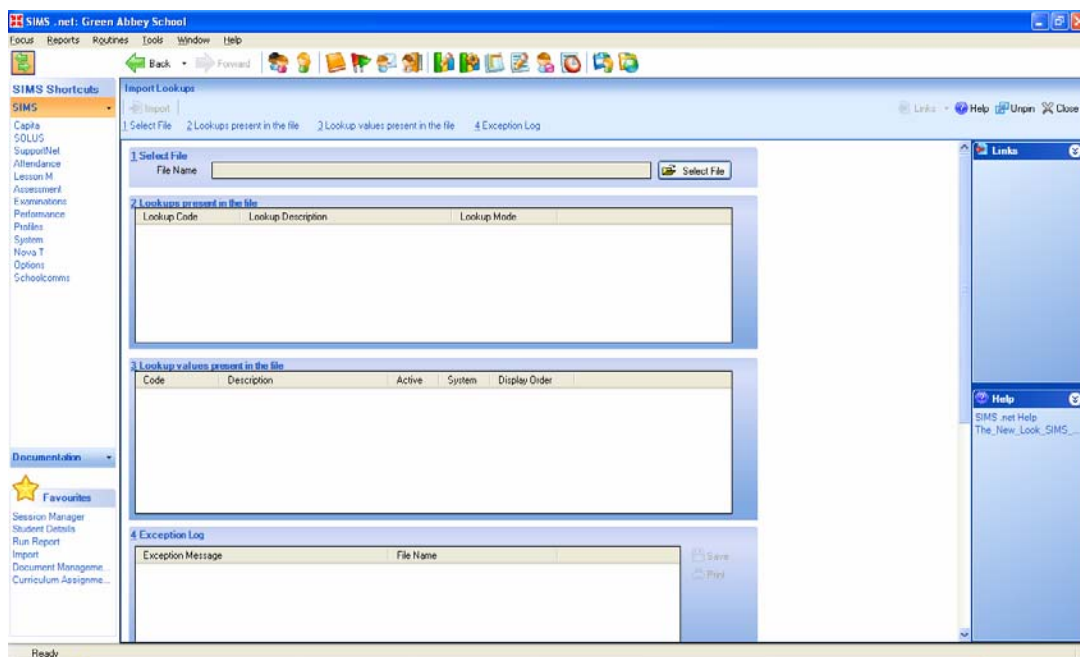 SIMS .net: Green Abbey School
Focus Reports Routines Tools Window Help
Back Forward
SIMS Shortcuts
SIMS
Capita
SOLUS
SupportNet
Attendance
Lesson M
Assessment
Examinations
Performance
Profiles
System
Nova T
Options
Schoolcomms
Documentation
Favourites
Session Manager
Student Details
Run Report
Import
Document Manageme...
Curriculum Assignme...
Import Lookups
Import
Links Help Unpin Close
1 Select File 2 Lookups present in the file 3 Lookup values present in the file 4 Exception Log
1 Select File
File Name Select File
2 Lookups present in the file
Lookup Code Lookup Description Lookup Mode
3 Lookup values present in the file
Code Description Active System Display Order
4 Exception Log
Exception Message File Name
Save
Print
Links
Help
SIMS .net Help
The_New_Look_SIMS_...
Ready